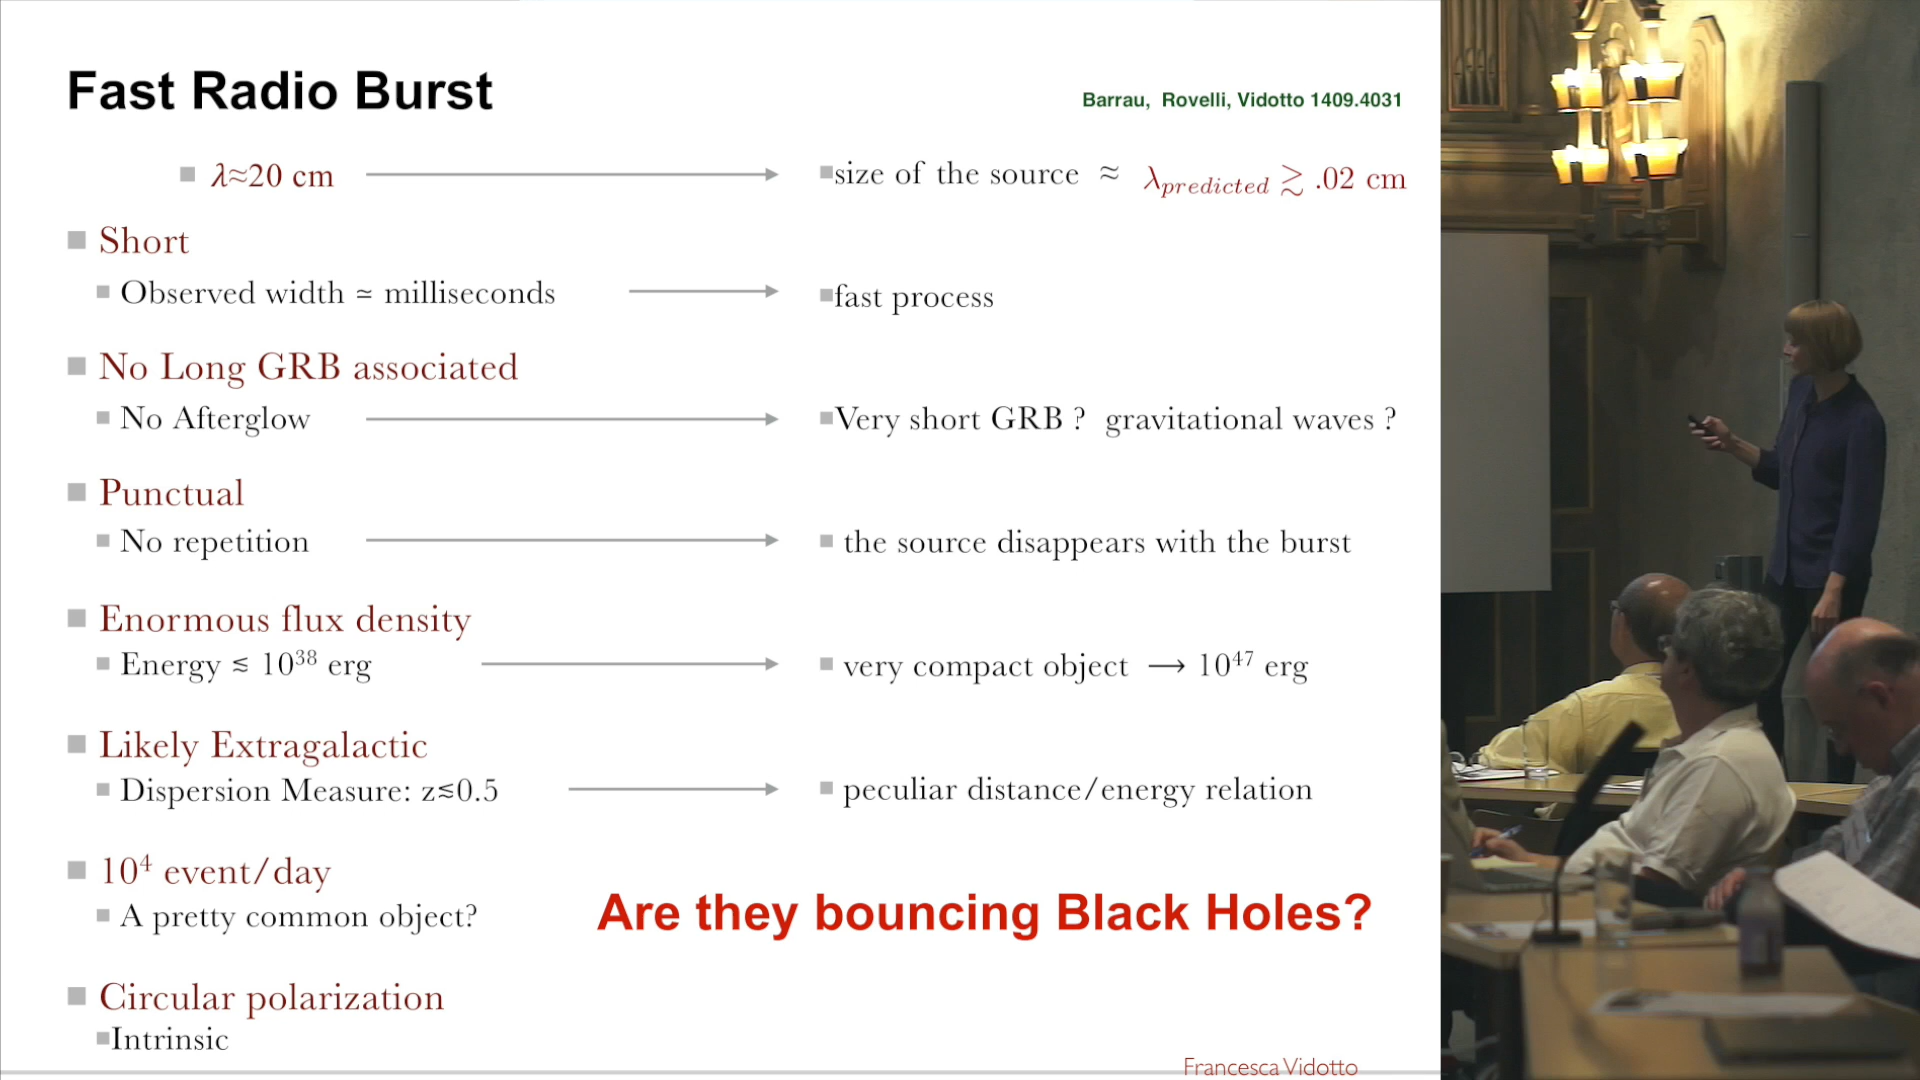 Fast Radio Burst
Barrau, Rovelli, Vidotto 1409.4031
λ≈20 cm
size of the source ≈ λpredicted ≳ .02 cm
Short
Observed width ≃ milliseconds
fast process
No Long GRB associated
No Afterglow
Very short GRB ? gravitational waves ?
Punctual
No repetition
the source disappears with the burst
Enormous flux density
Energy ≲ 10³⁸ erg
very compact object → 10⁴⁷ erg
Likely Extragalactic
Dispersion Measure: z≲0.5
peculiar distance/energy relation
10⁴ event/day
A pretty common object?
Are they bouncing Black Holes?
Circular polarization
Intrinsic
Francesca Vidotto